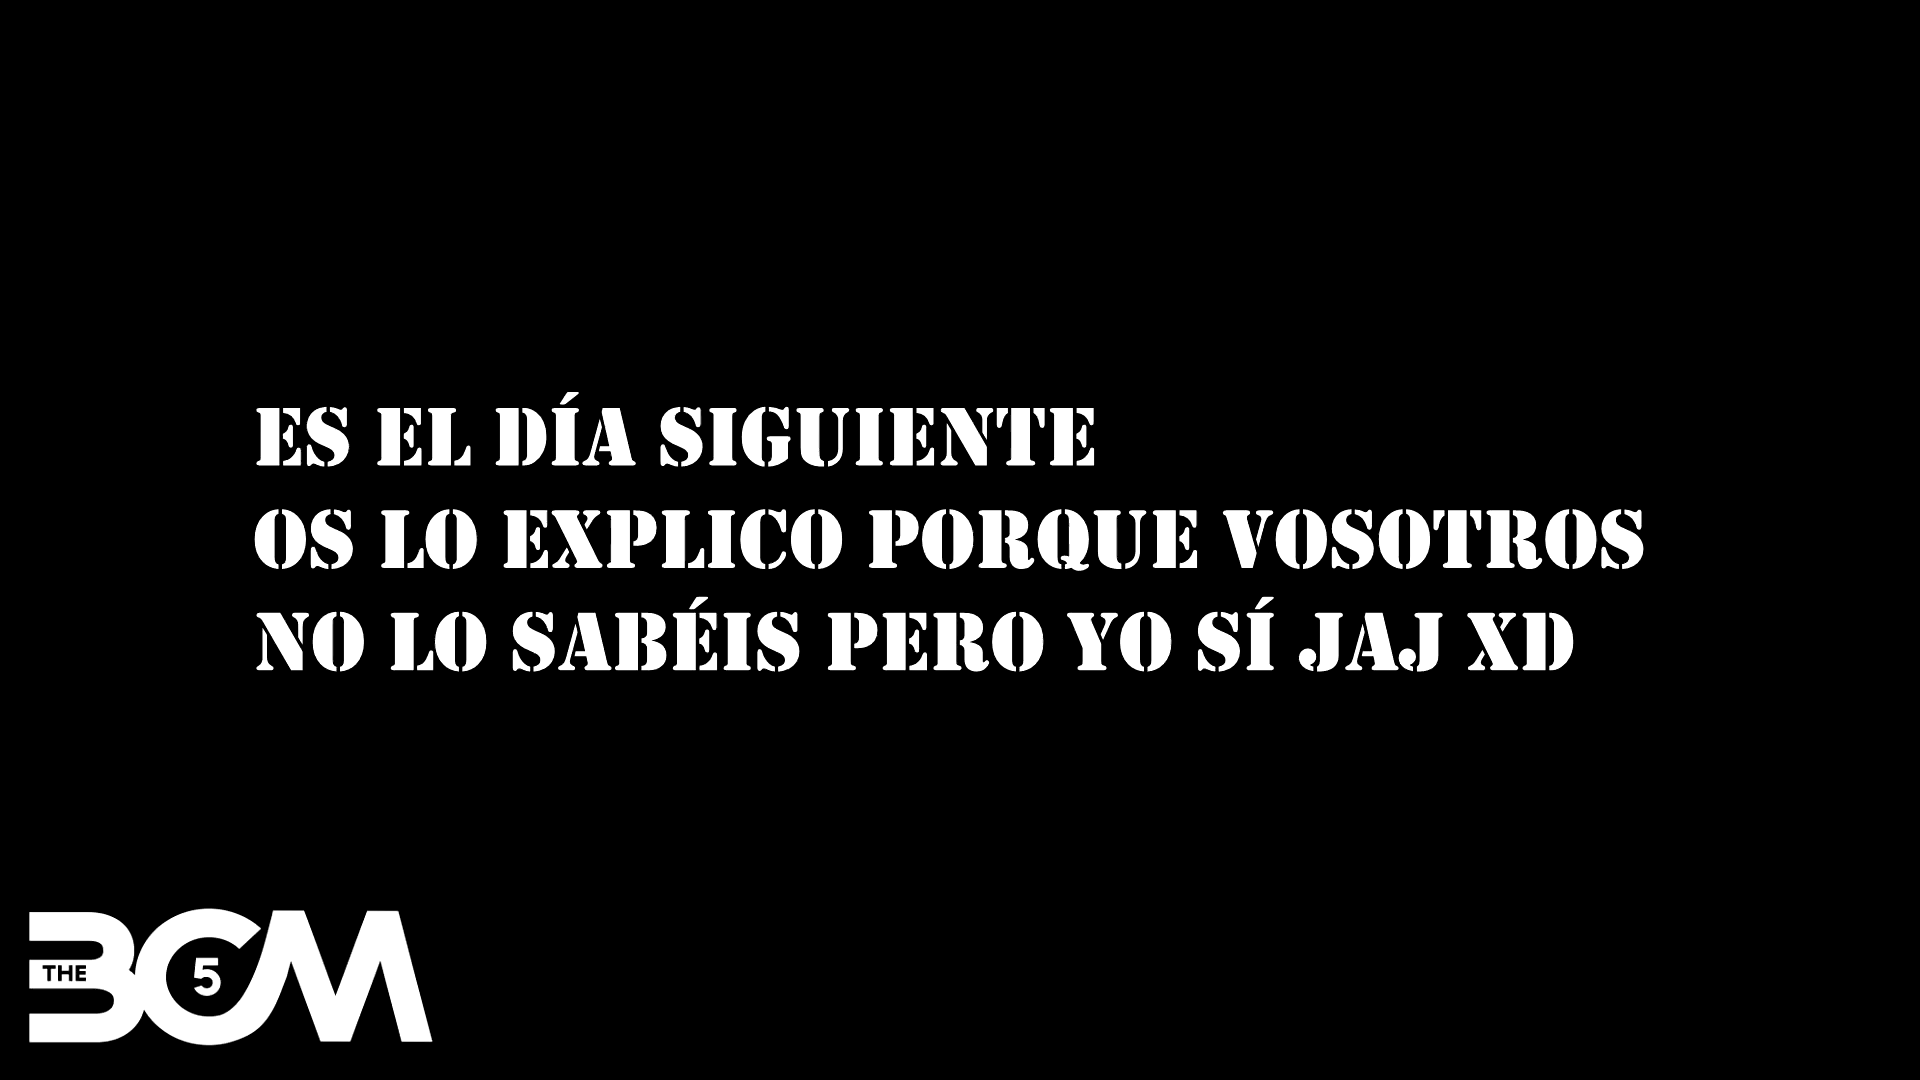 ES EL DÍA SIGUIENTE
OS LO EXPLICO PORQUE VOSOTROS
NO LO SABÉIS PERO YO SÍ JAJ XD
THE BCM 5